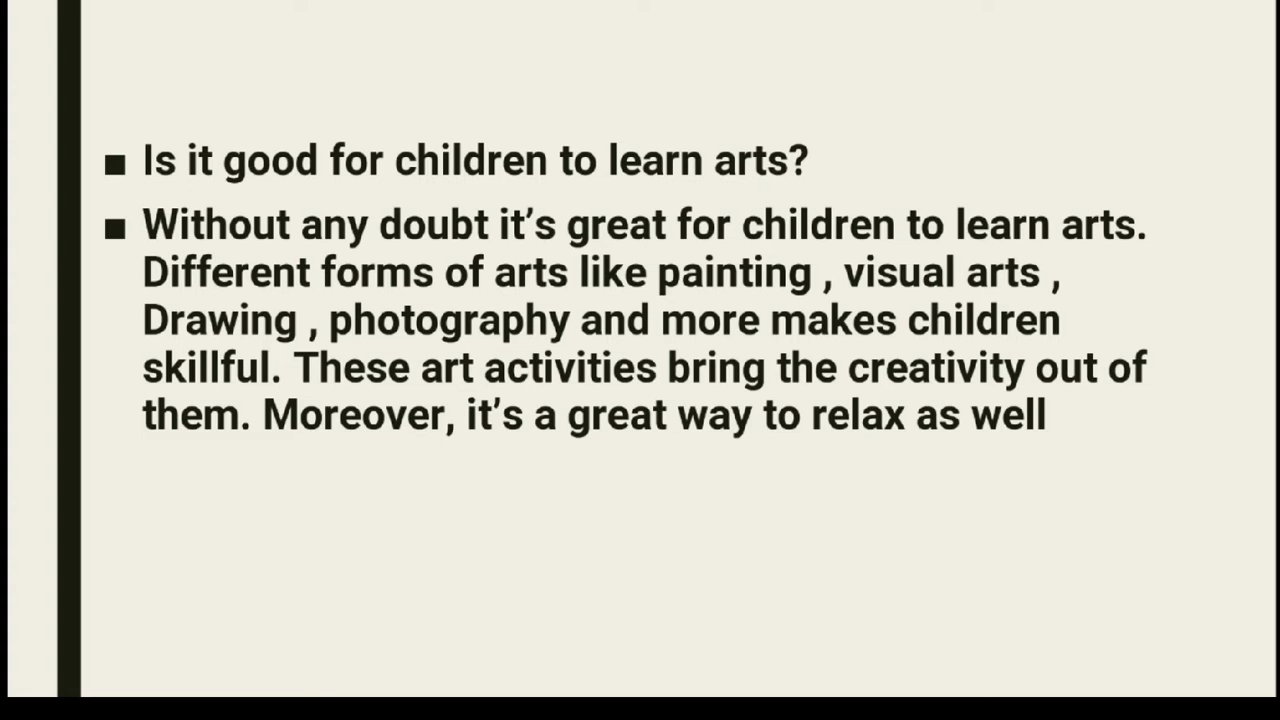 ■ Is it good for children to learn arts?
■ Without any doubt it’s great for children to learn arts.
Different forms of arts like painting , visual arts ,
Drawing , photography and more makes children
skillful. These art activities bring the creativity out of
them. Moreover, it’s a great way to relax as well